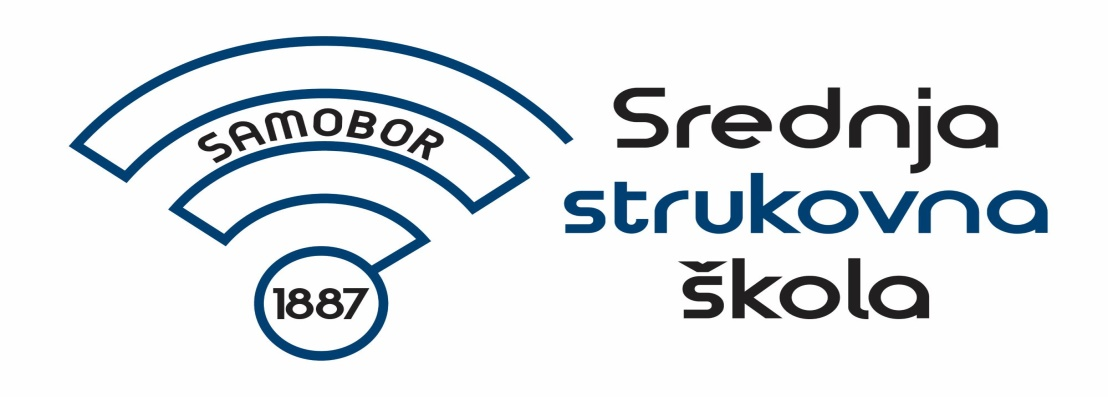 SAMOBOR
1887
Srednja
strukovna
škola